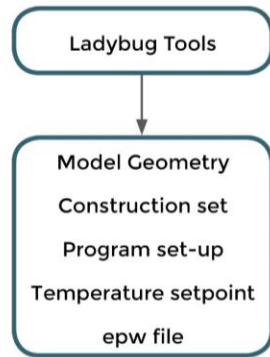 Ladybug Tools
Model Geometry
Construction set
Program set-up
Temperature setpoint
epw file